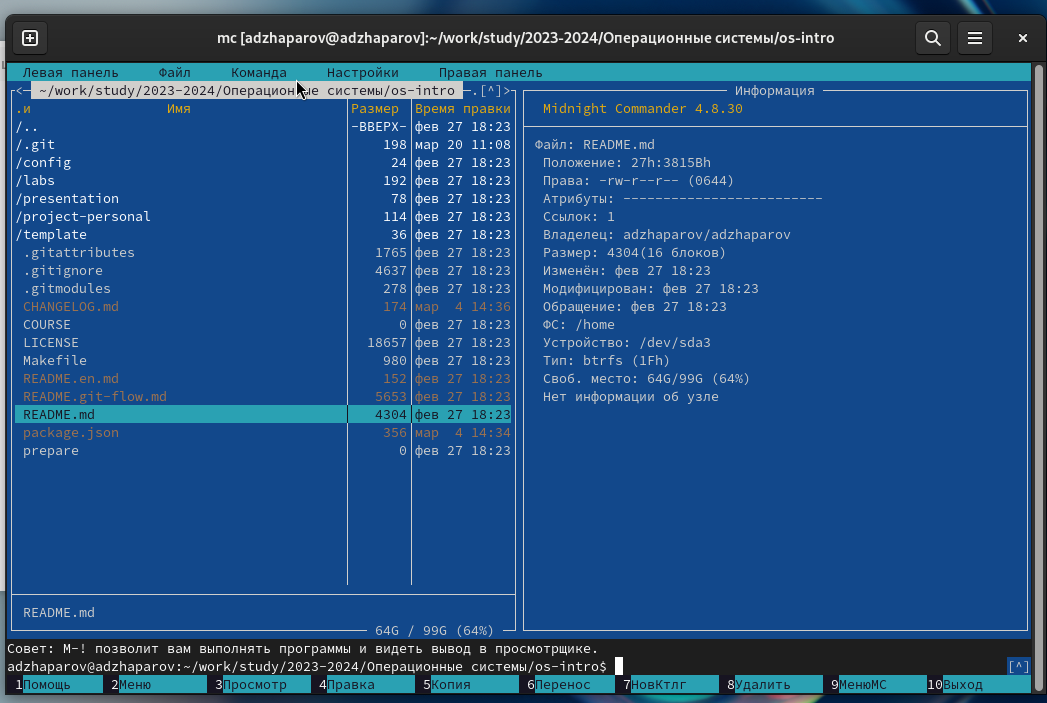 mc [adzhaparov@adzhaparov]:~/work/study/2023-2024/Операционные системы/os-intro
Левая панель Файл Команда Настройки Правая панель
<─ ~/work/study/2023-2024/Операционные системы/os-intro ─.[^]>
.и Имя Размер Время правки
/.. -ВВЕРХ- фев 27 18:23
/.git 198 мар 20 11:08
/config 24 фев 27 18:23
/labs 192 фев 27 18:23
/presentation 78 фев 27 18:23
/project-personal 114 фев 27 18:23
/template 36 фев 27 18:23
.gitattributes 1765 фев 27 18:23
.gitignore 4637 фев 27 18:23
.gitmodules 278 фев 27 18:23
CHANGELOG.md 174 мар 4 14:36
COURSE 0 фев 27 18:23
LICENSE 18657 фев 27 18:23
Makefile 980 фев 27 18:23
README.en.md 152 фев 27 18:23
README.git-flow.md 5653 фев 27 18:23
README.md 4304 фев 27 18:23
package.json 356 мар 4 14:34
prepare 0 фев 27 18:23
README.md
64G / 99G (64%)
Информация
Midnight Commander 4.8.30
Файл: README.md
Положение: 27h:3815Bh
Права: -rw-r--r-- (0644)
Атрибуты: -------------------------
Ссылок: 1
Владелец: adzhaparov/adzhaparov
Размер: 4304(16 блоков)
Изменён: фев 27 18:23
Модифицирован: фев 27 18:23
Обращение: фев 27 18:23
ФС: /home
Устройство: /dev/sda3
Тип: btrfs (1Fh)
Своб. место: 64G/99G (64%)
Нет информации об узле
Совет: M-! позволит вам выполнять программы и видеть вывод в просмотрщике.
adzhaparov@adzhaparov:~/work/study/2023-2024/Операционные системы/os-intro$ [^]
1Помощь 2Меню 3Просмотр 4Правка 5Копия 6Перенос 7НовКтлг 8Удалить 9МенюMC 10Выход